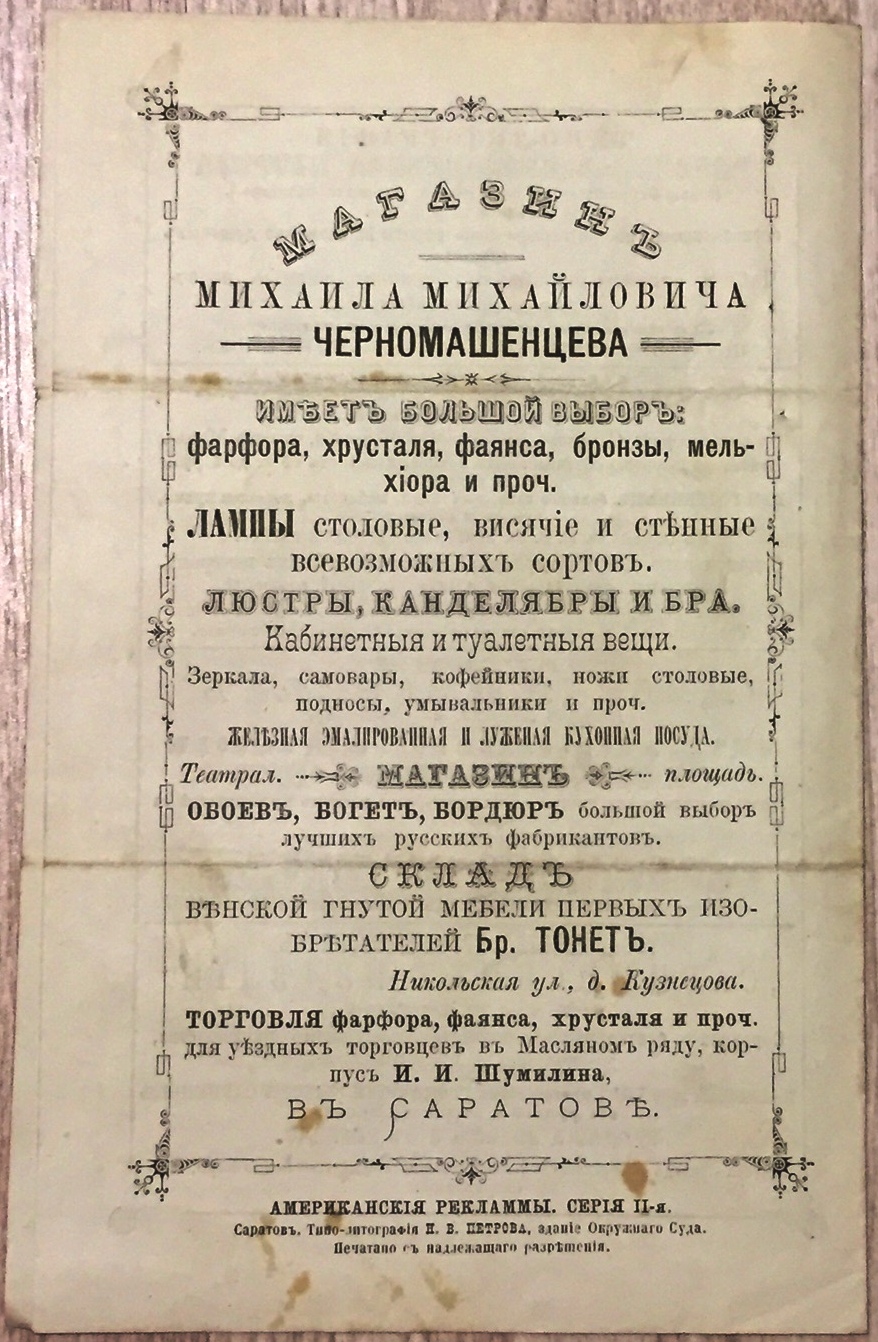 МАГАЗИНЪ
МИХАИЛА МИХАЙЛОВИЧА
ЧЕРНОМАШЕНЦЕВА
ИМѢЕТЪ БОЛЬШОЙ ВЫБОРЪ:
фарфора, хрусталя, фаянса, бронзы, мель-
хіора и проч.
ЛАМПЫ столовые, висячіе и стѣнные
всевозможныхъ сортовъ.
ЛЮСТРЫ, КАНДЕЛЯБРЫ И БРА.
Кабинетныя и туалетныя вещи.
Зеркала, самовары, кофейники, ножи столовые,
подносы, умывальники и проч.
ЖЕЛѢЗНАЯ ЭМАЛИРОВАННАЯ И ЛУЖЕНАЯ КУХОННАЯ ПОСУДА.
Театрал. МАГАЗИНЪ площадь.
ОБОЕВЪ, БОГЕТЪ, БОРДЮРЪ большой выборъ
лучшихъ русскихъ фабрикантовъ.
СКЛАДЪ
ВѢНСКОЙ ГНУТОЙ МЕБЕЛИ ПЕРВЫХЪ ИЗО-
БРѢТАТЕЛЕЙ Бр. ТОНЕТЪ.
Никольская ул., д. Кузнецова.
ТОРГОВЛЯ фарфора, фаянса, хрусталя и проч.
для уѣздныхъ торговцевъ въ Масляномъ ряду, кор-
пусъ И. И. Шумилина,
ВЪ САРАТОВѢ.
АМЕРИКАНСКІЯ РЕКЛАММЫ. СЕРІЯ II-я.
Саратовъ. Типо-литографія П. В. ПЕТРОВА, зданіе Окружнаго Суда.
Печатано съ надлежащаго разрѣшенія.